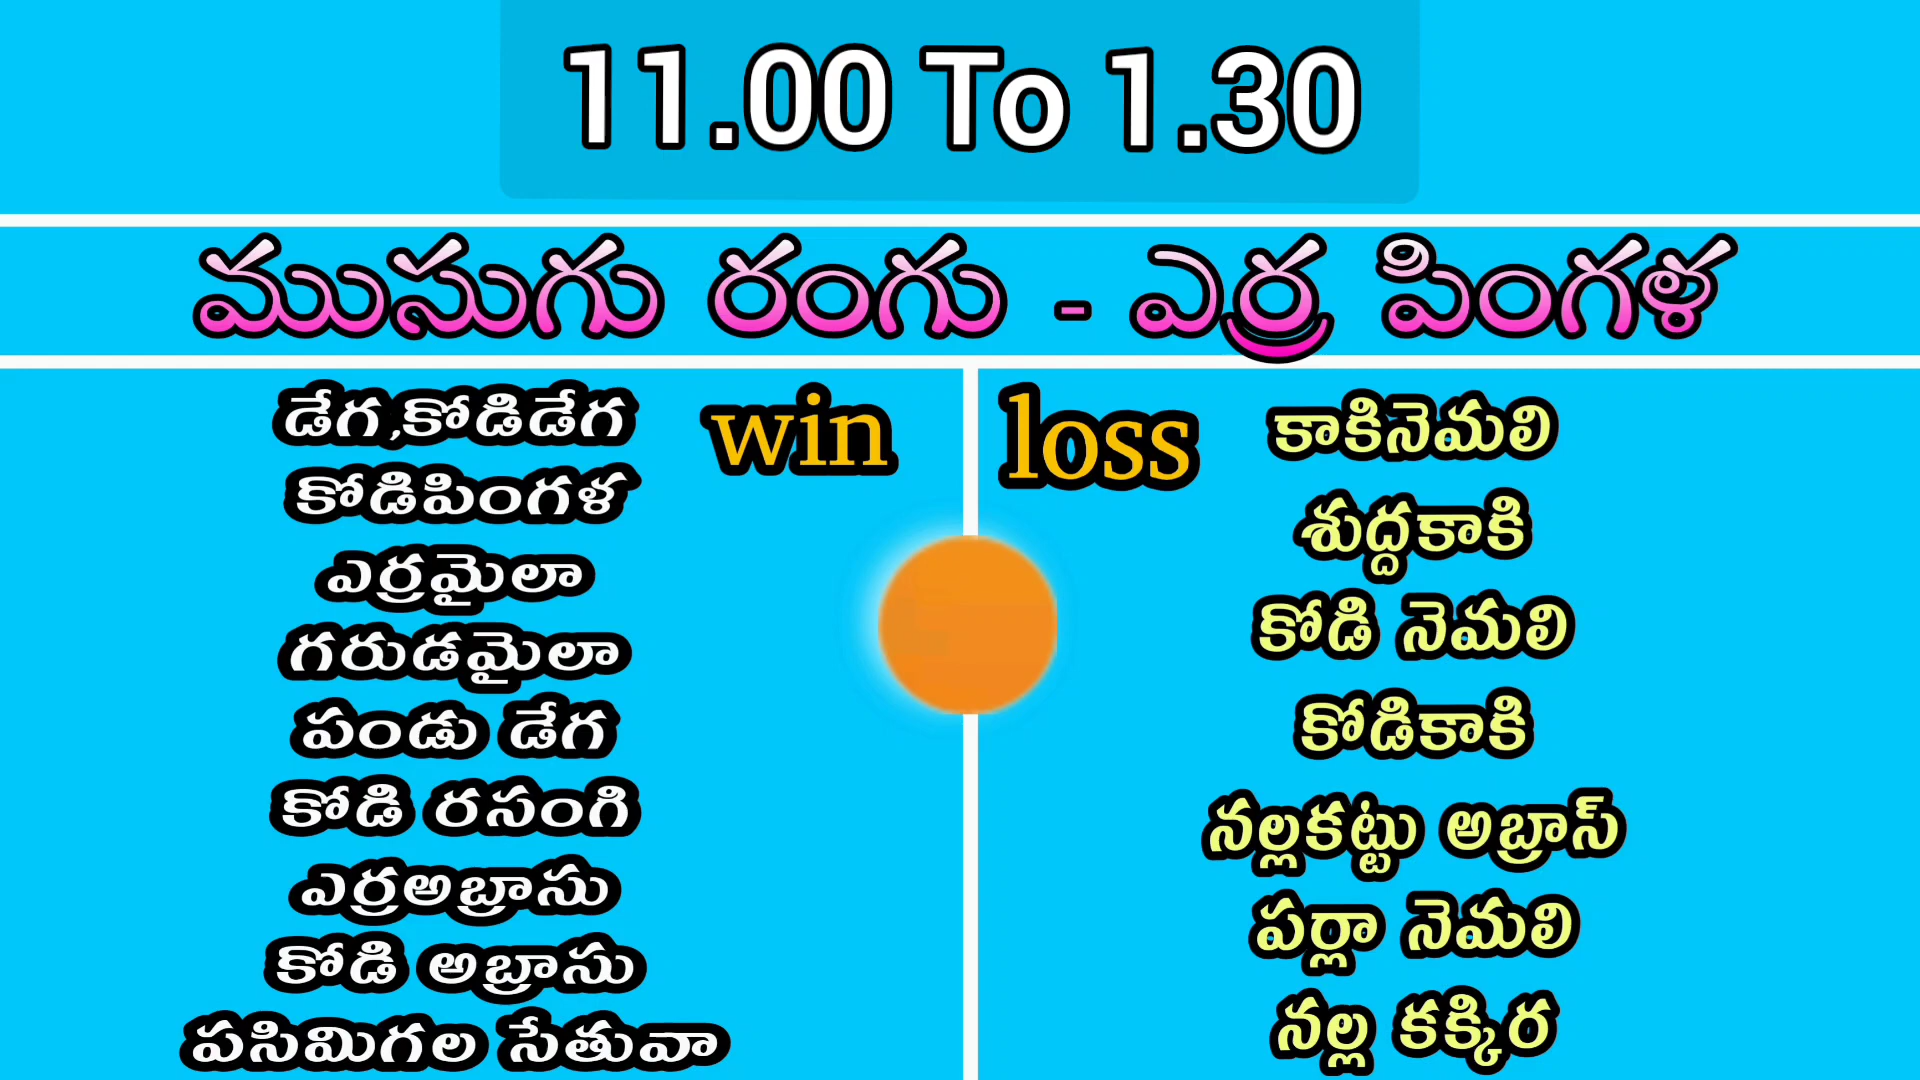 11.00 To 1.30
ముసుగు రంగు - ఎర్ర పింగళ
win
డేగ,కోడిడేగ
కోడిపింగళ
ఎర్రమైలా
గరుడమైలా
పండు డేగ
కోడి రసంగి
ఎర్రఅబ్రాసు
కోడి అబ్రాసు
పసిమిగల సేతువా
loss
కాకినెమలి
శుద్దకాకి
కోడి నెమలి
కోడికాకి
నల్లకట్టు అబ్రాస్
పర్లా నెమలి
నల్ల కక్కిర